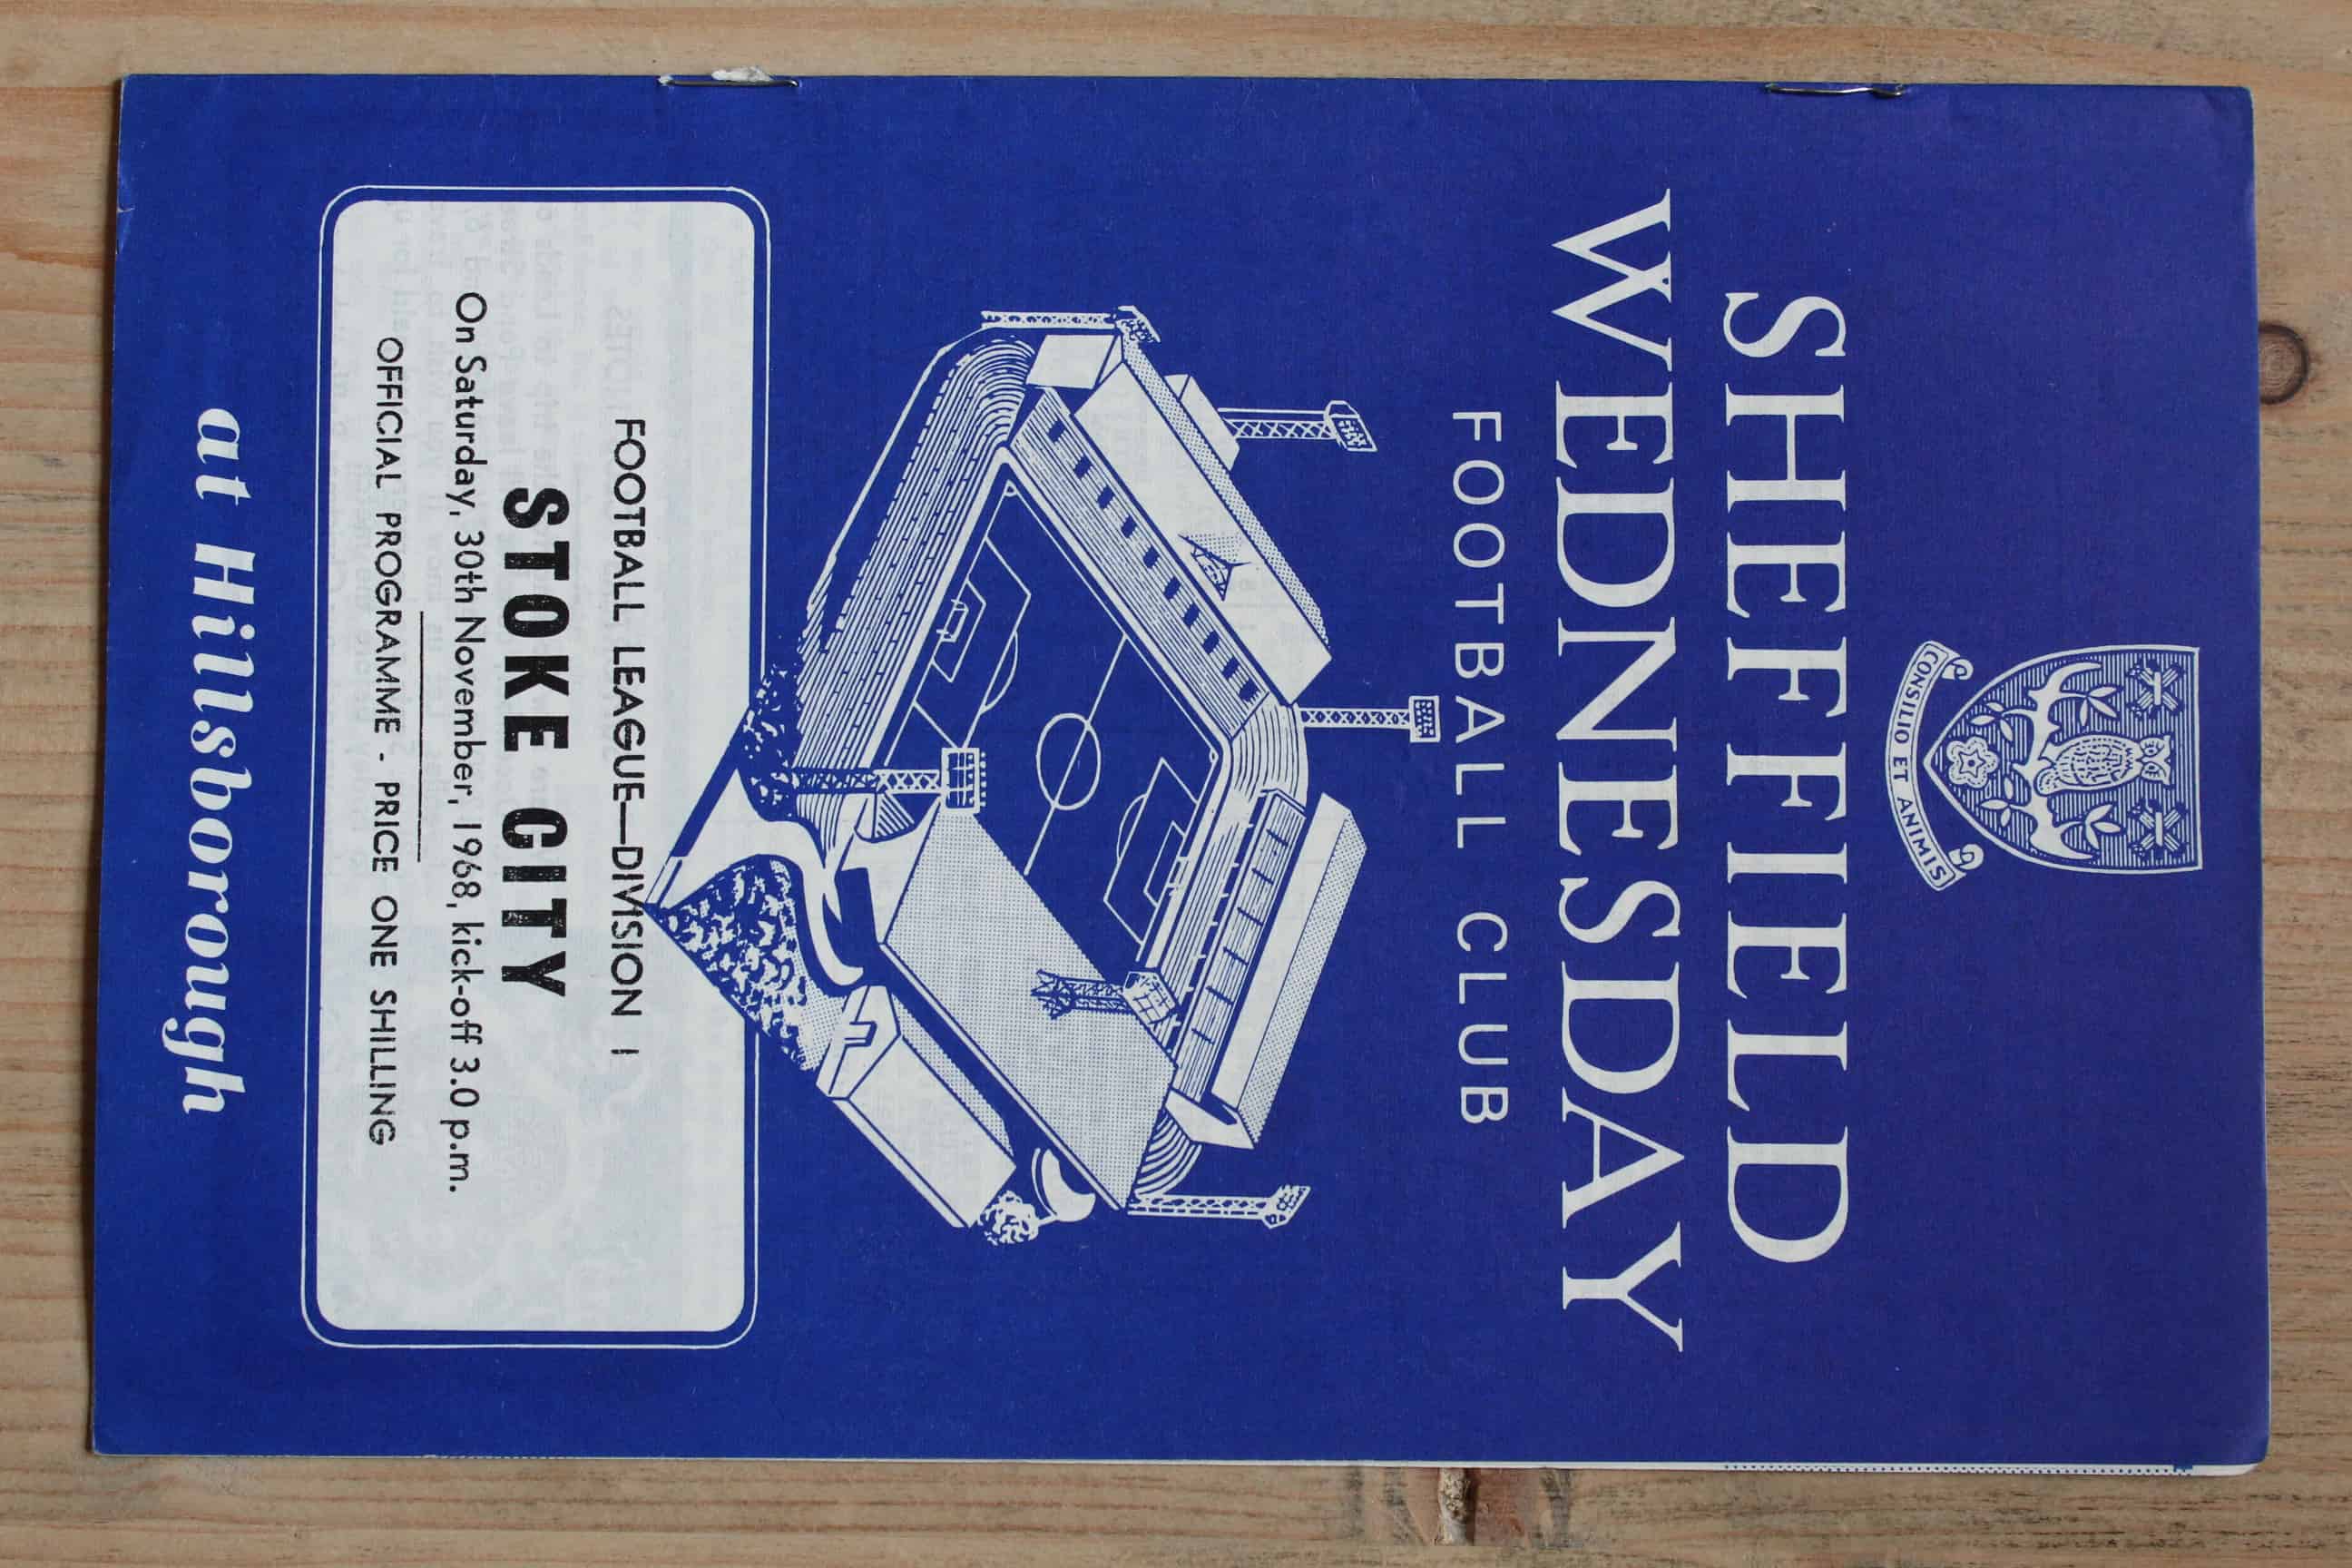 CONSILIO ET ANIMIS
SHEFFIELD
WEDNESDAY
FOOTBALL CLUB
FOOTBALL LEAGUE—DIVISION 1
STOKE CITY
On Saturday, 30th November, 1968, kick-off 3.0 p.m.
OFFICIAL PROGRAMME - PRICE ONE SHILLING
at Hillsborough